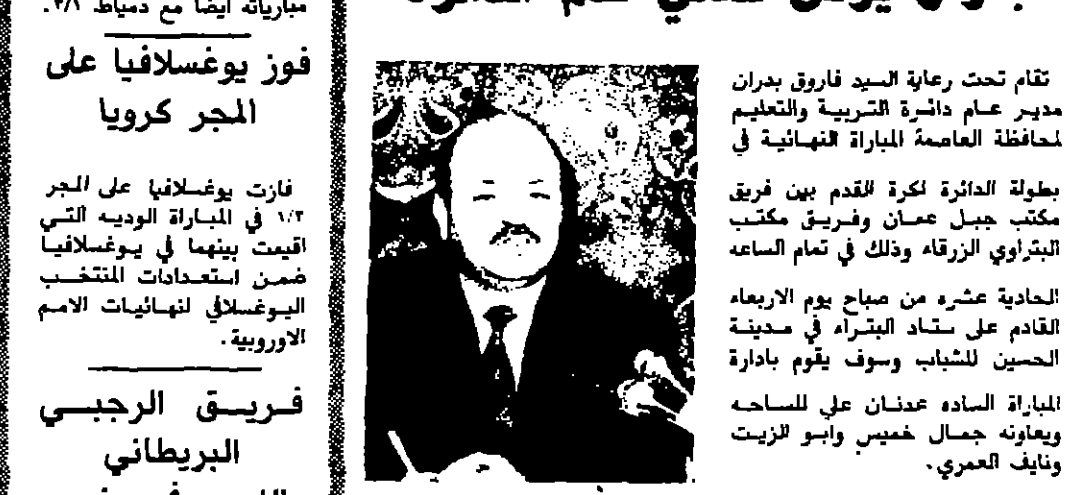 تقام تحت رعاية السيد فاروق بدران
مدير عام دائرة التربية والتعليم
لمحافظة العاصمة المباراة النهائية في
بطولة الدائرة لكرة القدم بين فريق
مكتب جبل عمان وفريق مكتب
البتراوي الزرقاء وذلك في تمام الساعه
الحادية عشره من صباح يوم الاربعاء
القادم على ستاد البتراء في مدينة
الحسين للشباب وسوف يقوم بادارة
المباراة الساده عدنان علي للساحه
ويعاونه جمال خميس وابو الزيت
ونايف العمري.
مبارياته ايضا مع دمياط ٣/١.
فوز يوغسلافيا على
المجر كرويا
فازت يوغسلافيا على المجر
١/٢ في المباراة الوديه التي
اقيمت بينهما في يوغسلافيا
ضمن استعدادات المنتخب
اليوغسلافي لنهائيات الامم
الاوروبية.
فريق الرجبي
البريطاني